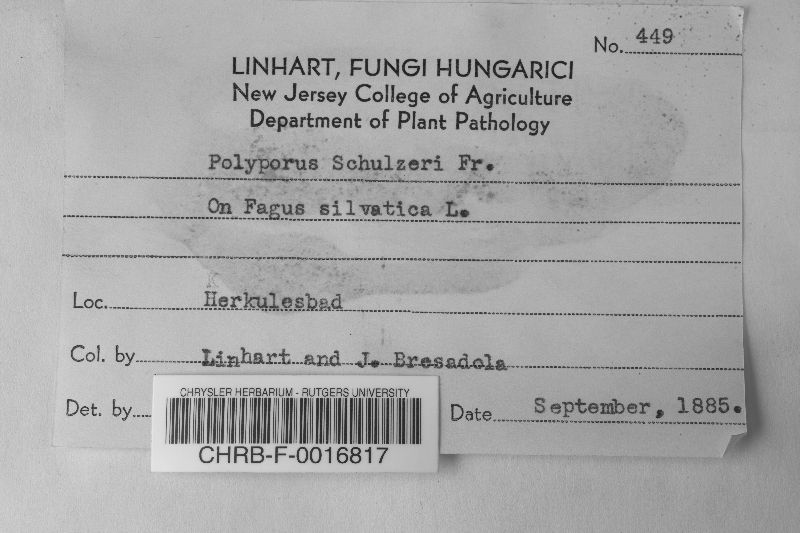 No. 449
LINHART, FUNGI HUNGARICI
New Jersey College of Agriculture
Department of Plant Pathology
Polyporus Schulzeri Fr.
On Fagus silvatica L.
Loc. Herkulesbad
Col. by Linhart and J. Bresadola
Det. by
Date September, 1885.
CHRYSLER HERBARIUM - RUTGERS UNIVERSITY
CHRB-F-0016817